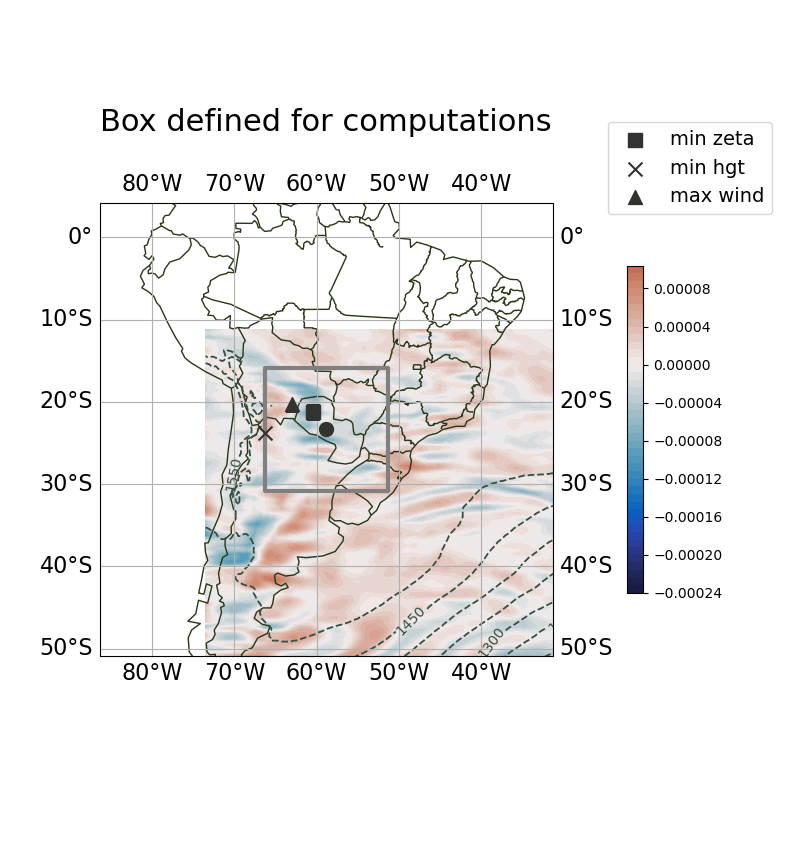 Box defined for computations
min zeta
min hgt
max wind
80°W 70°W 60°W 50°W 40°W
0° 0°
10°S 10°S
20°S 20°S
30°S 30°S
40°S 40°S
50°S 50°S
80°W 70°W 60°W 50°W 40°W
1550
1450
1300
0.00008
0.00004
0.00000
−0.00004
−0.00008
−0.00012
−0.00016
−0.00020
−0.00024